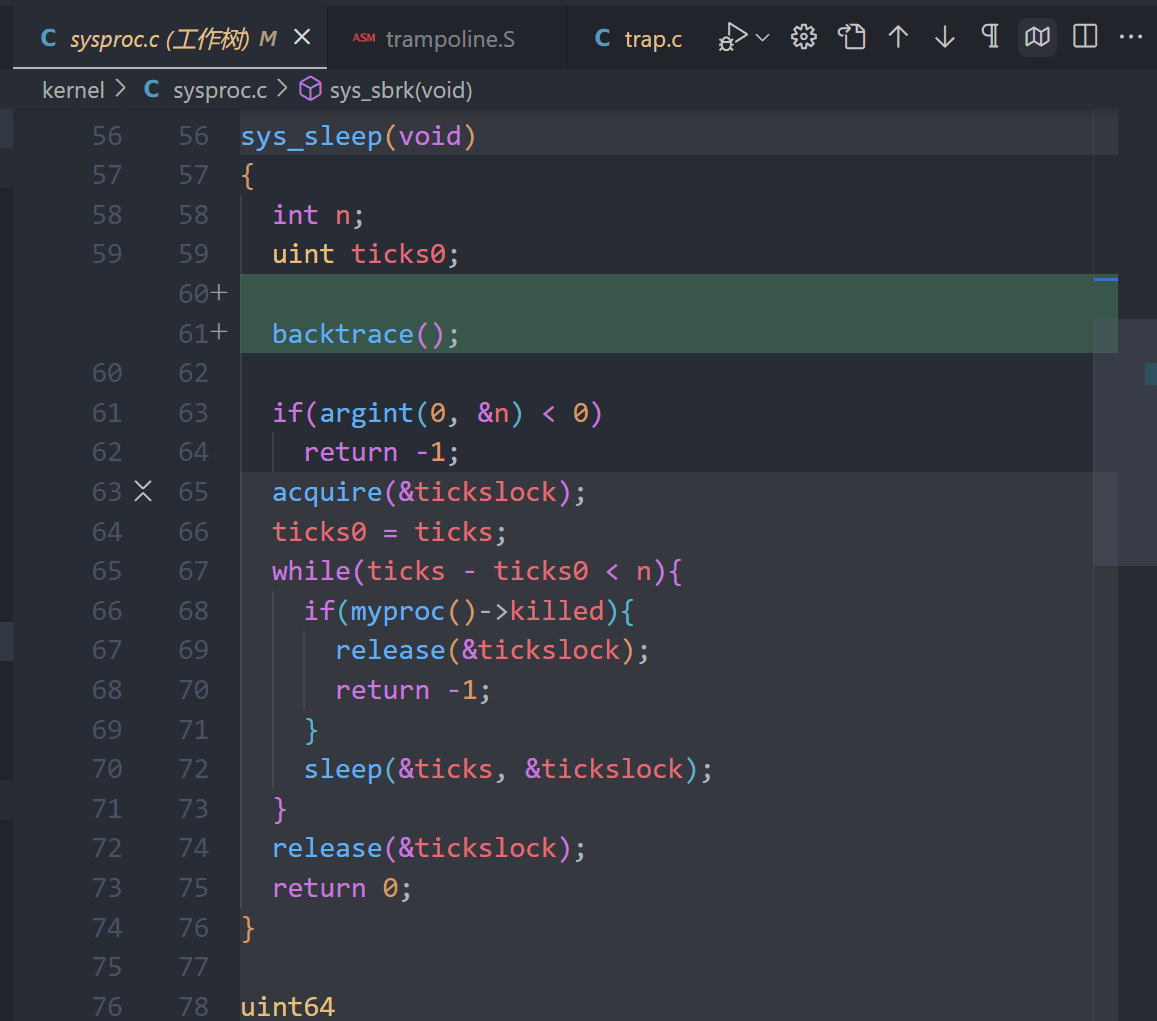 C sysproc.c (工作树) M × ASM trampoline.S C trap.c
kernel > C sysproc.c > sys_sbrk(void)
56 56 sys_sleep(void)
57 57 {
58 58 int n;
59 59 uint ticks0;
60+
61+ backtrace();
60 62
61 63 if(argint(0, &n) < 0)
62 64 return -1;
63 65 acquire(&tickslock);
64 66 ticks0 = ticks;
65 67 while(ticks - ticks0 < n){
66 68 if(myproc()->killed){
67 69 release(&tickslock);
68 70 return -1;
69 71 }
70 72 sleep(&ticks, &tickslock);
71 73 }
72 74 release(&tickslock);
73 75 return 0;
74 76 }
75 77
76 78 uint64